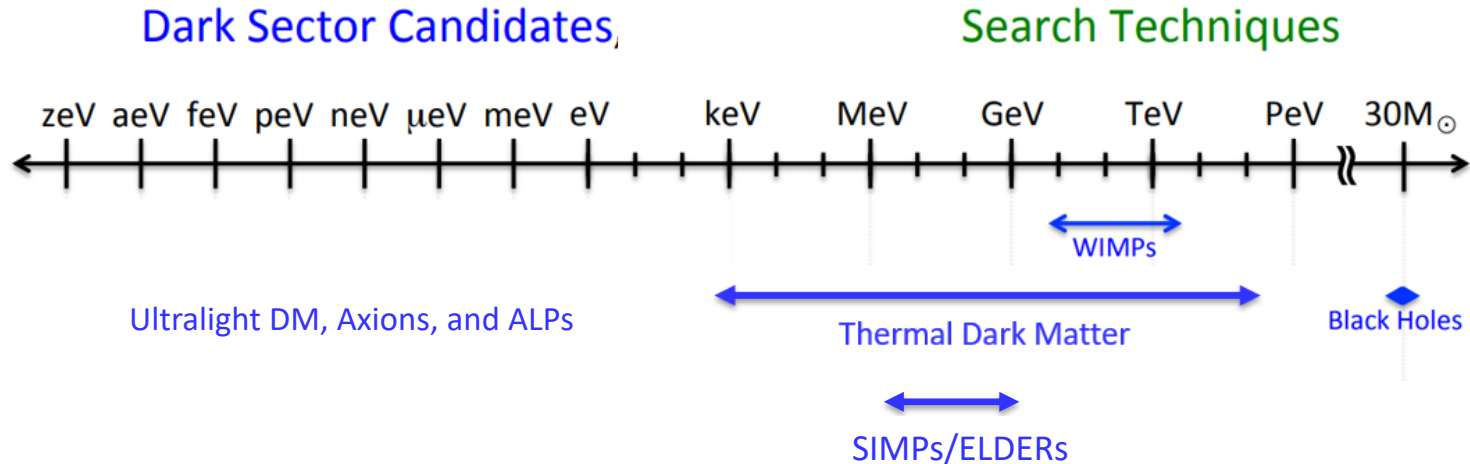 Dark Sector Candidates, Search Techniques
zeV aeV feV peV neV μeV meV eV keV MeV GeV TeV PeV 30M☉
WIMPs
Ultralight DM, Axions, and ALPs
Thermal Dark Matter
Black Holes
SIMPs/ELDERs